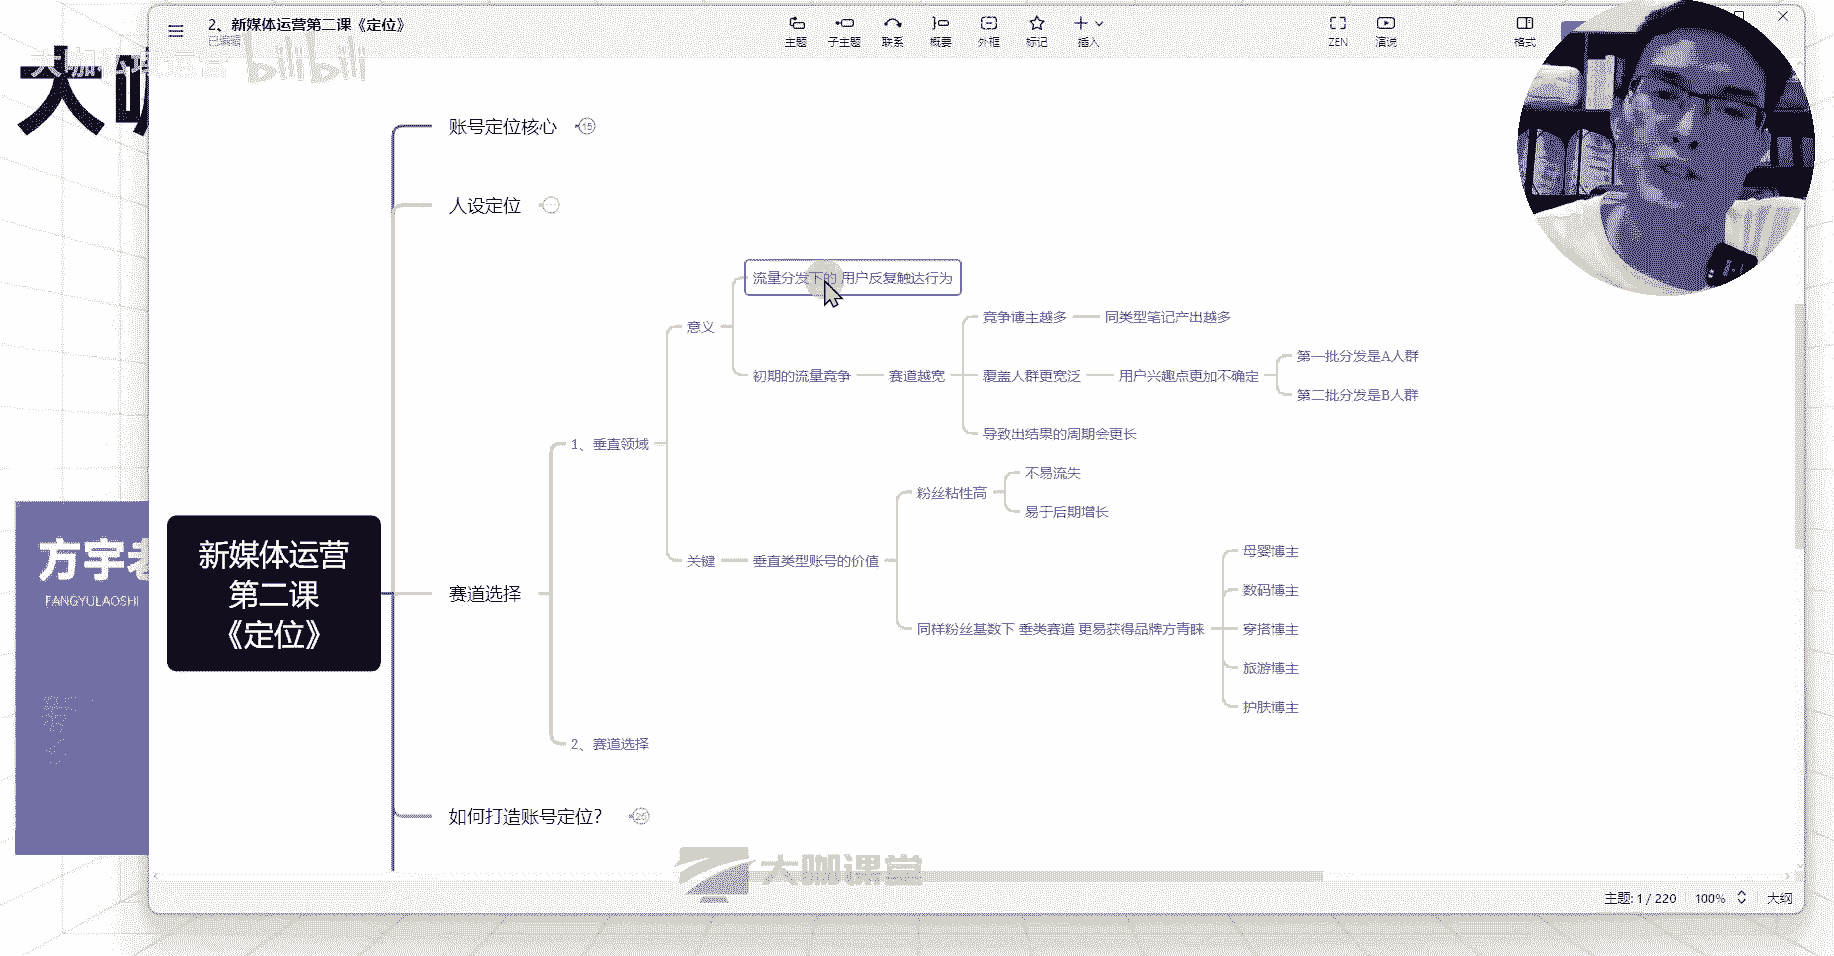 2、新媒体运营第二课《定位》
已编辑
主题
子主题
联系
概要
外框
标记
插入
ZEN
演说
格式
bilibili
账号定位核心
15
人设定位
流量分发下的 用户反复触达行为
意义
竞争博主越多
同类型笔记产出越多
初期的流量竞争
赛道越宽
覆盖人群更宽泛
用户兴趣点更加不确定
第一批分发是A人群
第二批分发是B人群
导致出结果的周期会更长
1、垂直领域
粉丝粘性高
不易流失
易于后期增长
关键
垂直类型账号的价值
同样粉丝基数下 垂类赛道 更易获得品牌方青睐
母婴博主
数码博主
穿搭博主
旅游博主
护肤博主
新媒体运营
第二课
《定位》
赛道选择
2、赛道选择
如何打造账号定位?
方宇老
FANGYULAOSHI
大咖课堂
主题: 1 / 220
100%
大纲